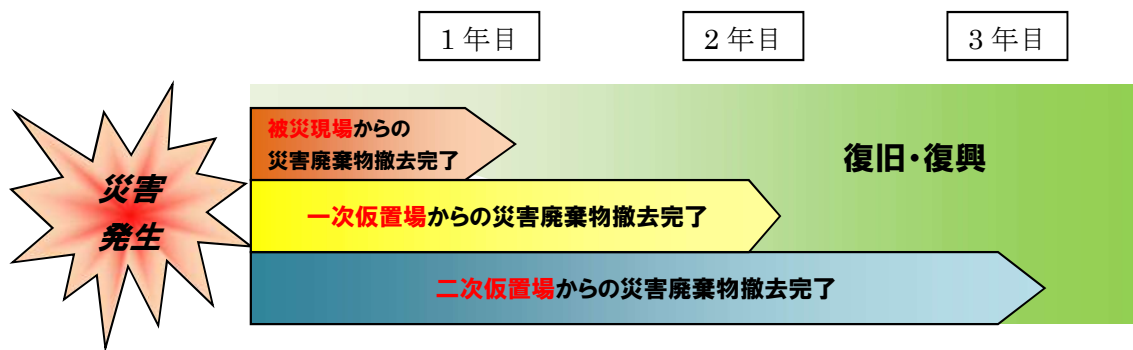 1年目
2年目
3年目
災害
発生
被災現場からの
災害廃棄物撤去完了
復旧・復興
一次仮置場からの災害廃棄物撤去完了
二次仮置場からの災害廃棄物撤去完了